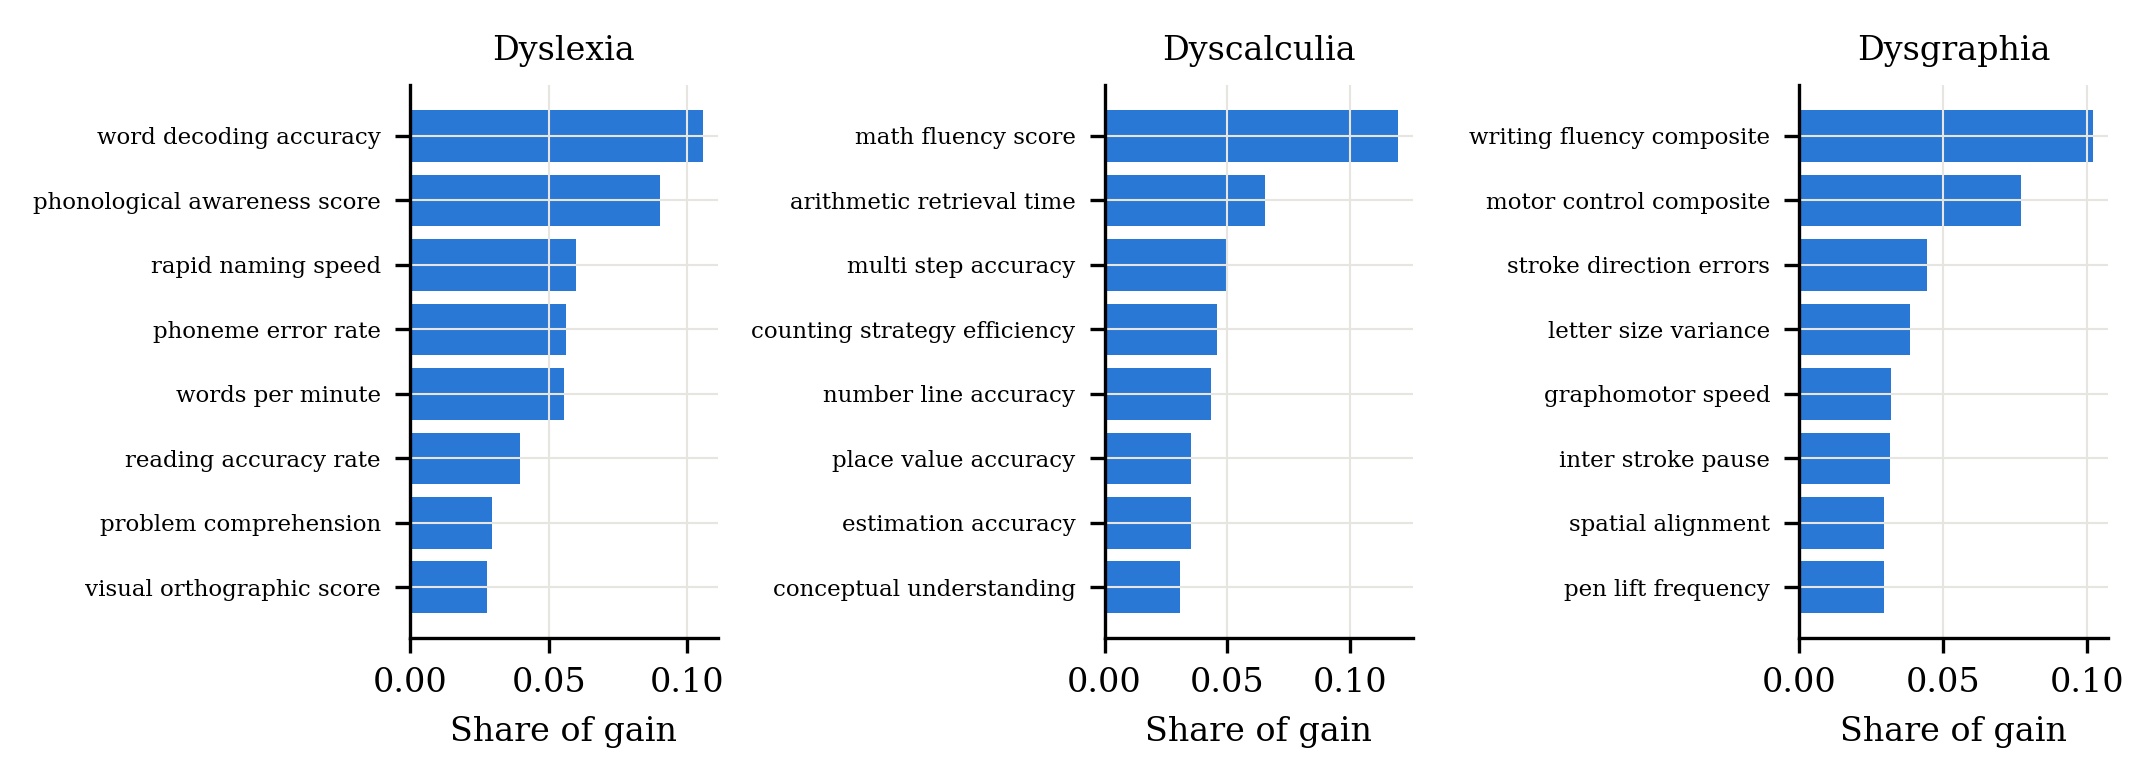 Dyslexia
word decoding accuracy
phonological awareness score
rapid naming speed
phoneme error rate
words per minute
reading accuracy rate
problem comprehension
visual orthographic score
0.00 0.05 0.10
Share of gain
Dyscalculia
math fluency score
arithmetic retrieval time
multi step accuracy
counting strategy efficiency
number line accuracy
place value accuracy
estimation accuracy
conceptual understanding
0.00 0.05 0.10
Share of gain
Dysgraphia
writing fluency composite
motor control composite
stroke direction errors
letter size variance
graphomotor speed
inter stroke pause
spatial alignment
pen lift frequency
0.00 0.05 0.10
Share of gain